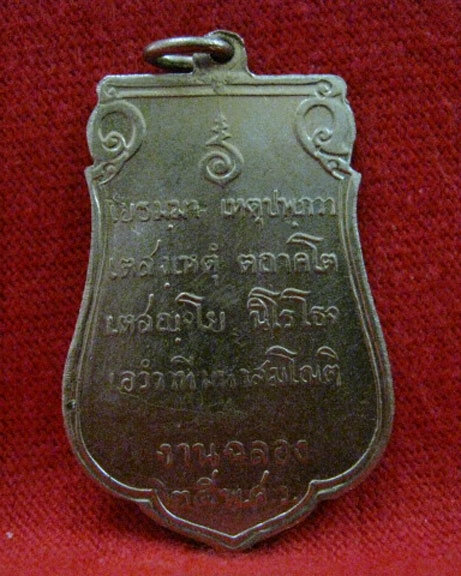 เยธมฺมา เหตุปฺปภวา
เตสํเหตุํ ตถาคโต
เตสญฺจโย นิโรโธจ
เอวํวาที มหาสมโณติ
งานฉลอง